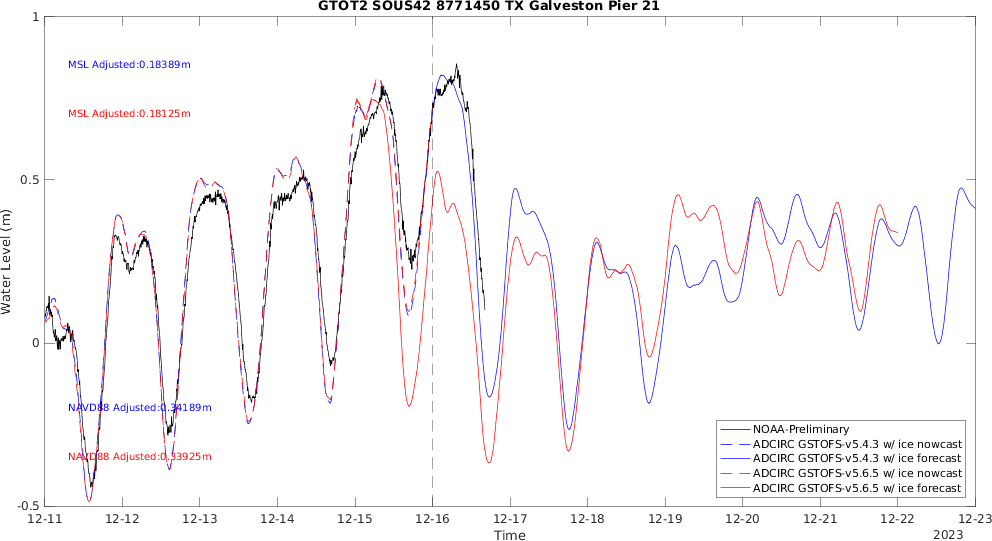 GTOT2 SOUS42 8771450 TX Galveston Pier 21
1
0.5
0
-0.5
Water Level (m)
MSL Adjusted:0.18389m
MSL Adjusted:0.18125m
NAVD88 Adjusted:0.34189m
NAVD88 Adjusted:0.33925m
NOAA-Preliminary
ADCIRC GSTOFS-v5.4.3 w/ ice nowcast
ADCIRC GSTOFS-v5.4.3 w/ ice forecast
ADCIRC GSTOFS-v5.6.5 w/ ice nowcast
ADCIRC GSTOFS-v5.6.5 w/ ice forecast
12-11 12-12 12-13 12-14 12-15 12-16 12-17 12-18 12-19 12-20 12-21 12-22 12-23
Time
2023